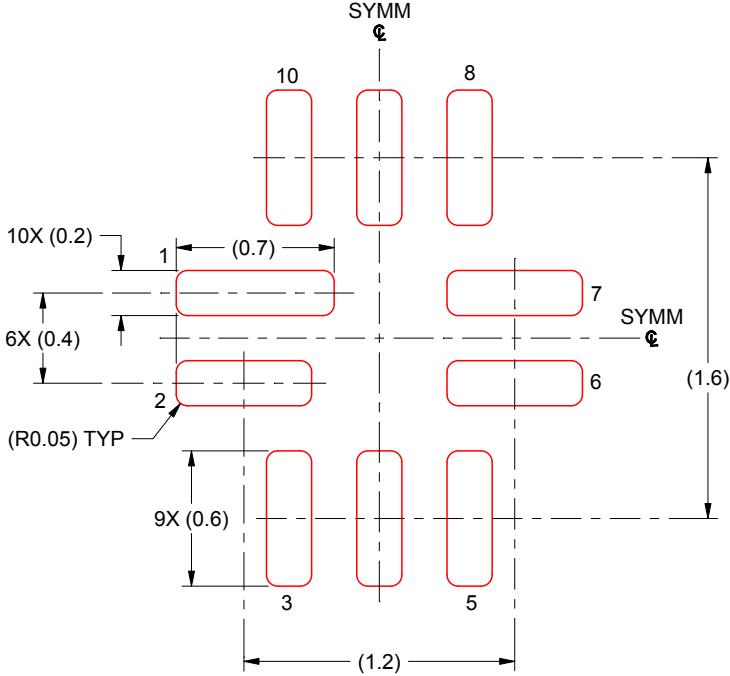 SYMM
℄
10
8
10X (0.2)
1
(0.7)
7
SYMM
℄
6X (0.4)
6
(1.6)
2
(R0.05) TYP
9X (0.6)
3
5
(1.2)